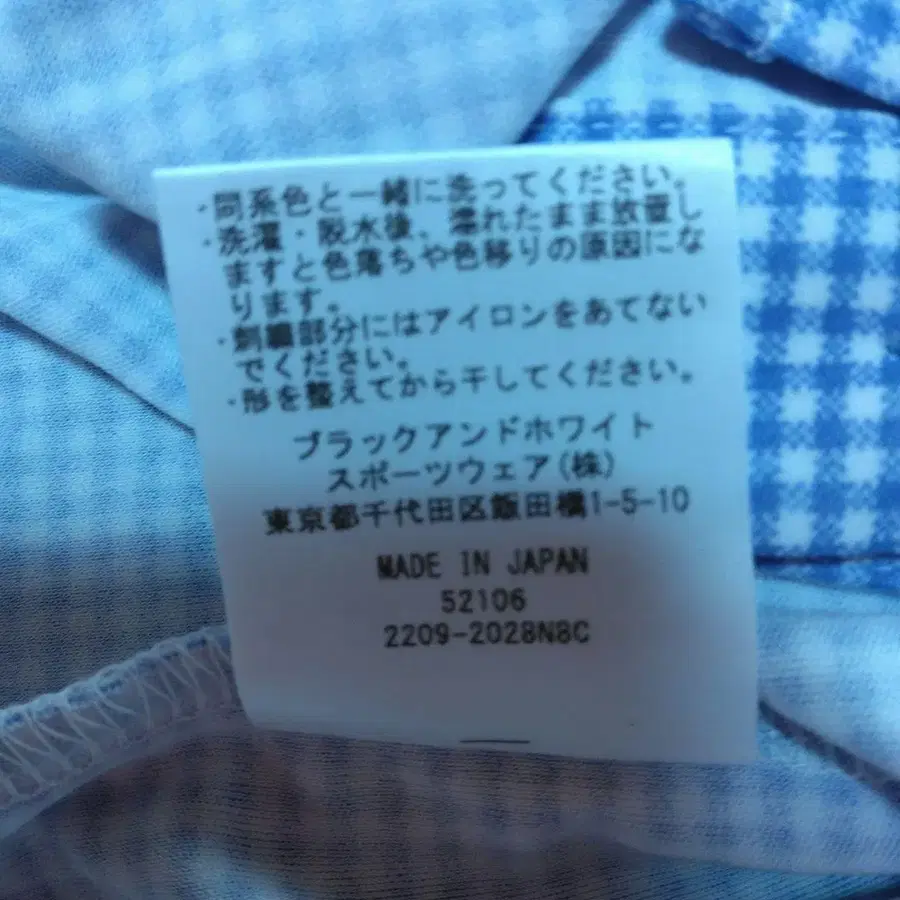 ・同系色と一緒に洗ってください。
・洗濯・脱水後、濡れたまま放置し
ますと色落ちや色移りの原因にな
ります。
・刺繍部分にはアイロンをあてない
でください。
・形を整えてから干してください。
ブラックアンドホワイト
スポーツウェア(株)
東京都千代田区飯田橋1-5-10
MADE IN JAPAN
52106
2209-2028N8C